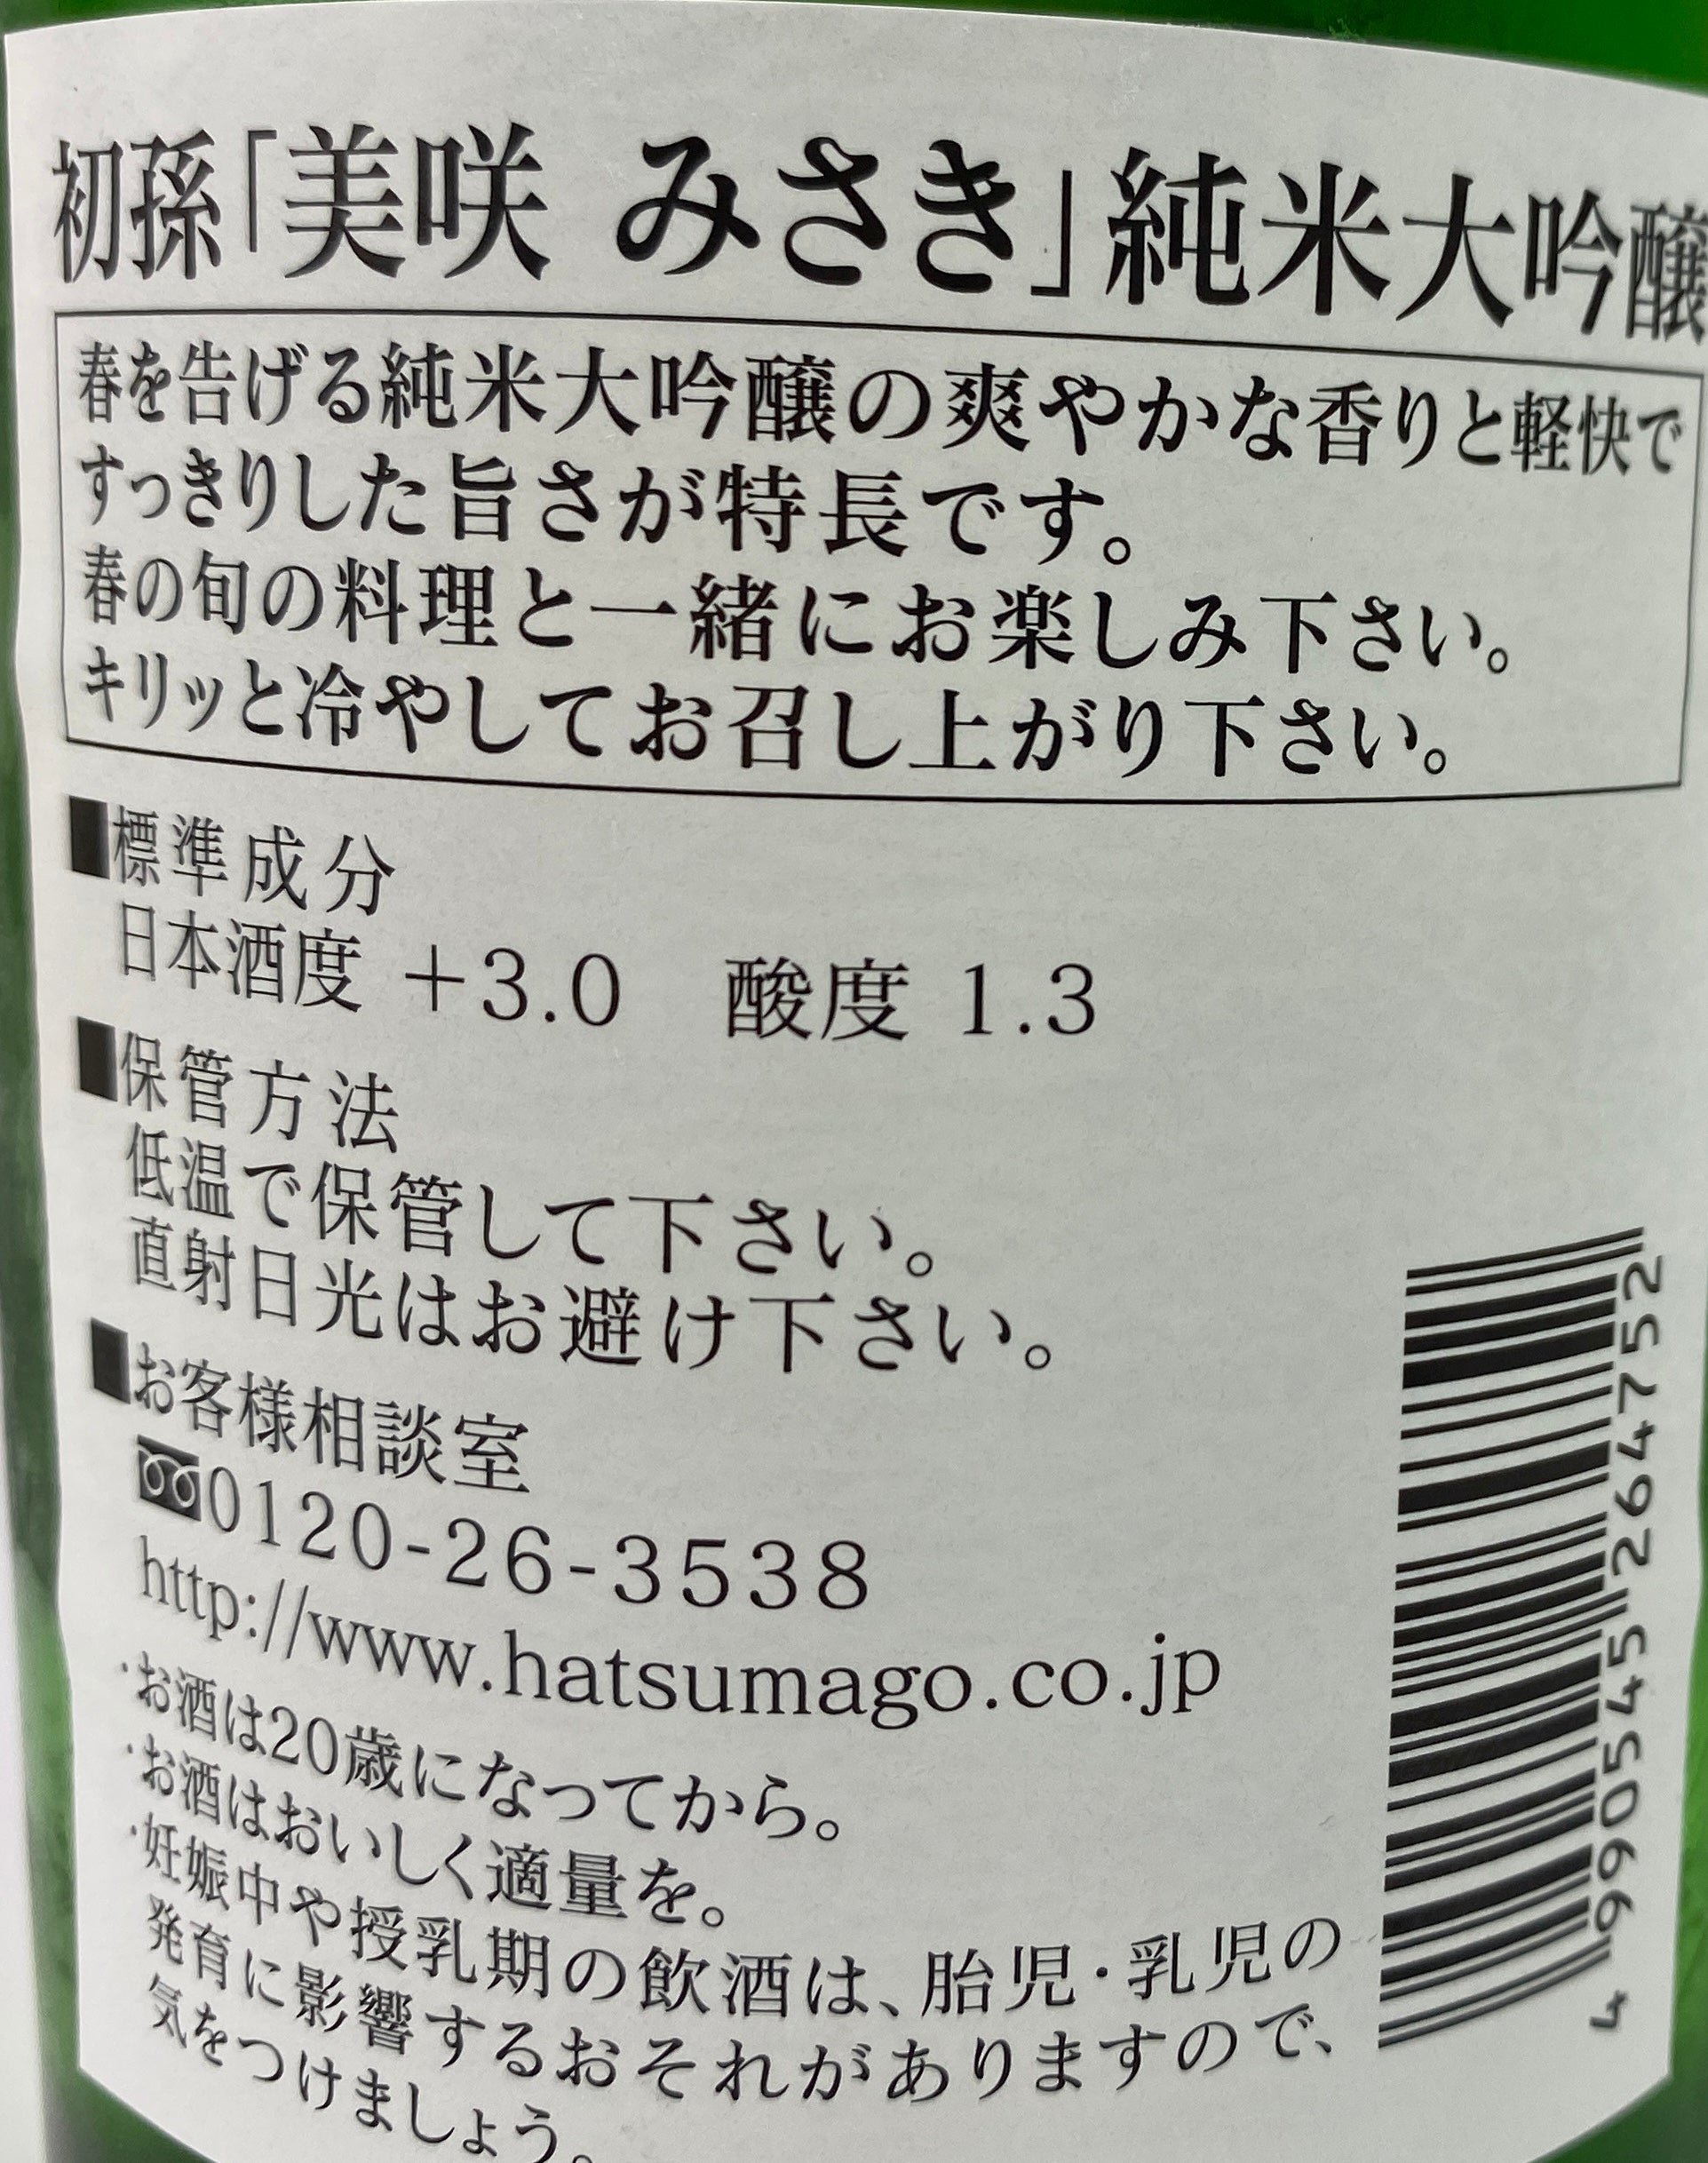 初孫「美咲 みさき」純米大吟醸
春を告げる純米大吟醸の爽やかな香りと軽快で
すっきりした旨さが特長です。
春の旬の料理と一緒にお楽しみ下さい。
キリッと冷やしてお召し上がり下さい。
■標準成分
日本酒度 +3.0 酸度 1.3
■保管方法
低温で保管して下さい。
直射日光はお避け下さい。
■お客様相談室
0120-26-3538
http://www.hatsumago.co.jp
・お酒は20歳になってから。
・お酒はおいしく適量を。
・妊娠中や授乳期の飲酒は、胎児・乳児の
発育に影響するおそれがありますので、
気をつけましょう。
4 990545 264752